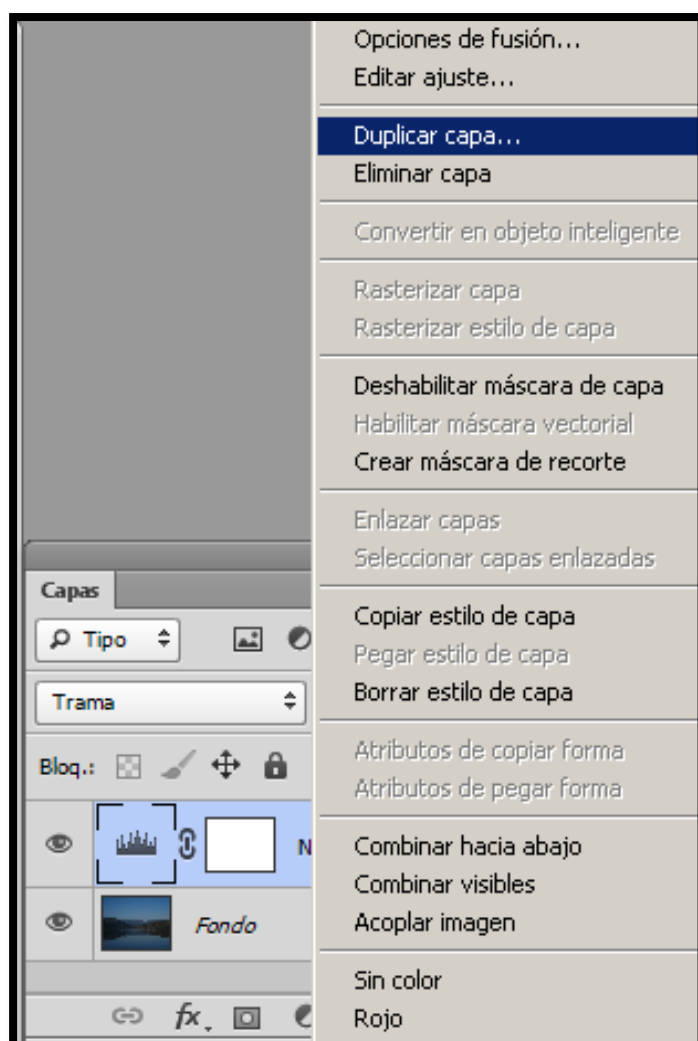 Opciones de fusión...
Editar ajuste...
Duplicar capa...
Eliminar capa
Convertir en objeto inteligente
Rasterizar capa
Rasterizar estilo de capa
Deshabilitar máscara de capa
Habilitar máscara vectorial
Crear máscara de recorte
Enlazar capas
Seleccionar capas enlazadas
Copiar estilo de capa
Pegar estilo de capa
Borrar estilo de capa
Atributos de copiar forma
Atributos de pegar forma
Combinar hacia abajo
Combinar visibles
Acoplar imagen
Sin color
Rojo
Capas
Tipo
Trama
Bloq.:
N
Fondo
fx.